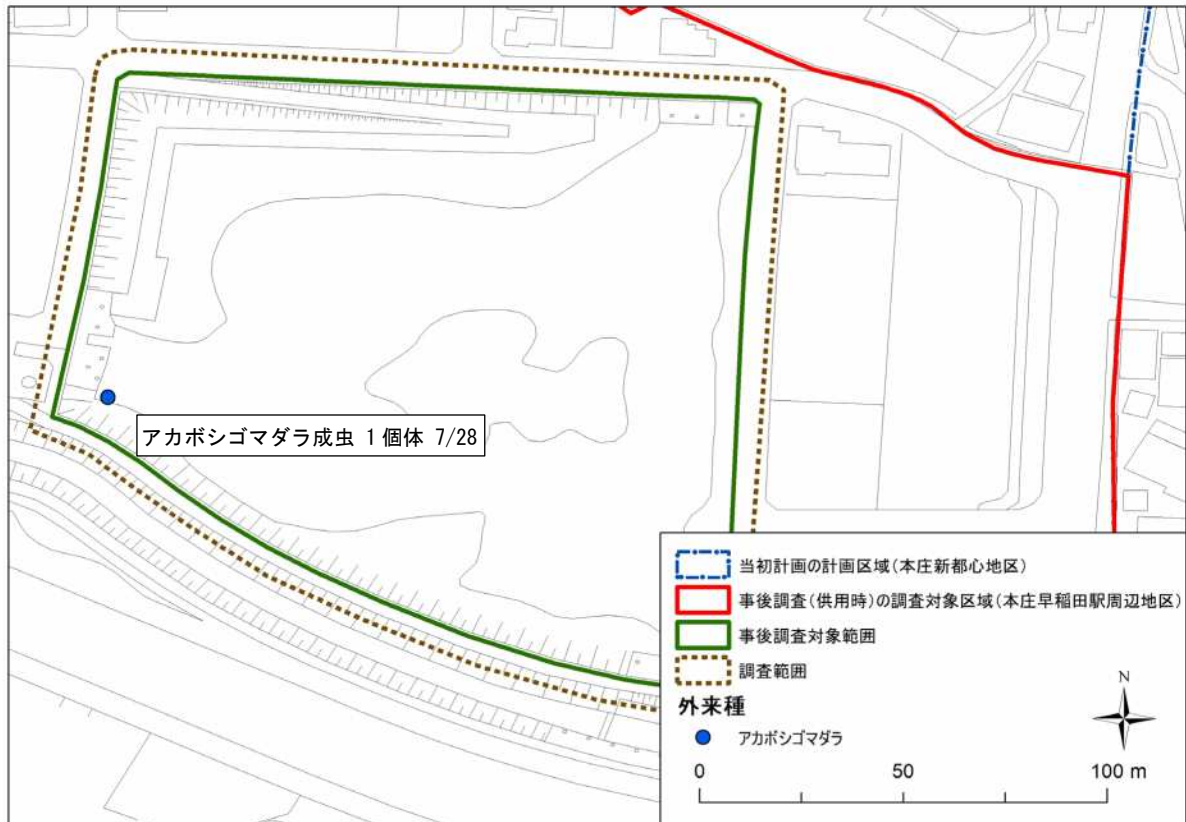 アカボシゴマダラ成虫 1個体 7/28
当初計画の計画区域(本庄新都心地区)
事後調査(供用時)の調査対象区域(本庄早稲田駅周辺地区)
事後調査対象範囲
調査範囲
外来種
アカボシゴマダラ
N
0 50 100 m